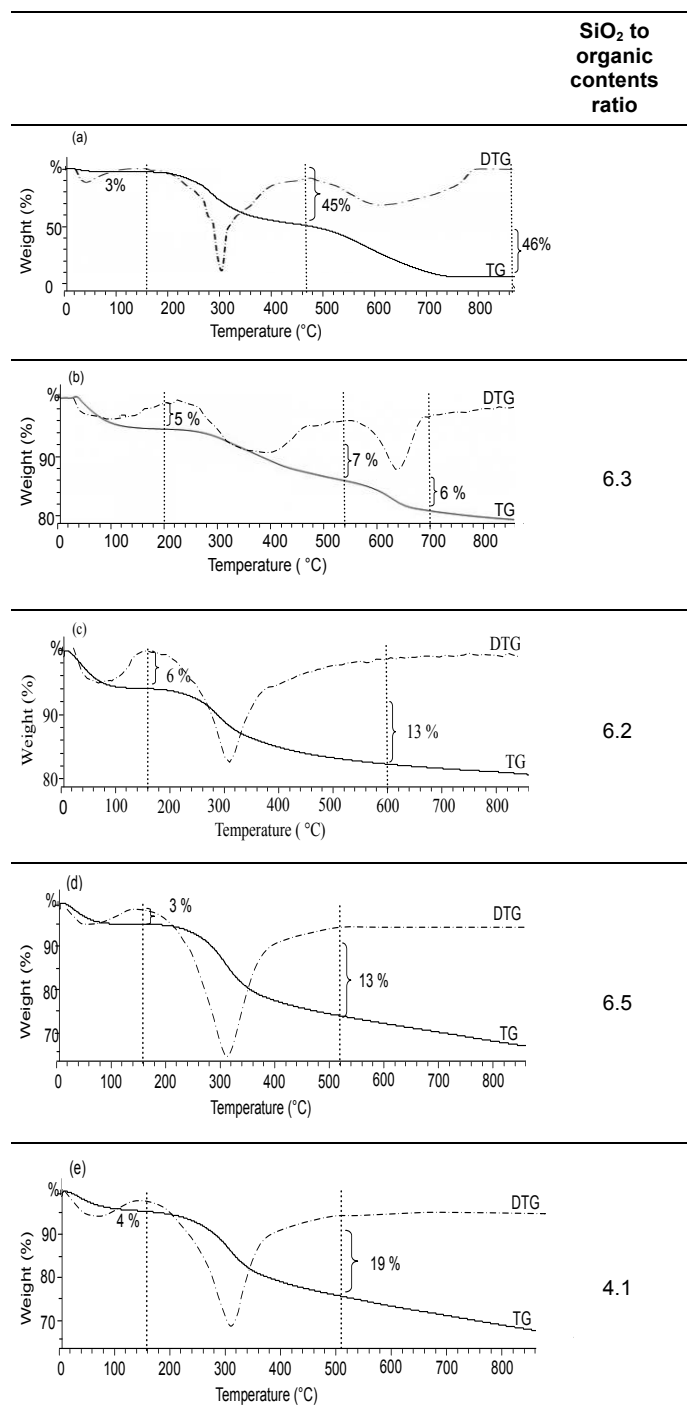 SiO₂ to
organic
contents
ratio
(a)
%
50
0
Weight (%)
3%
45%
46%
DTG
TG
0 100 200 300 400 500 600 700 800
Temperature (°C)
(b)
%
90
80
Weight (%)
5 %
7 %
6 %
DTG
TG
0 100 200 300 400 500 600 700 800
Temperature ( °C)
6.3
(c)
%
90
80
Weight (%)
6 %
13 %
DTG
TG
0 100 200 300 400 500 600 700 800
Temperature ( °C)
6.2
(d)
%
90
80
70
Weight (%)
3 %
13 %
DTG
TG
0 100 200 300 400 500 600 700 800
Temperature (°C)
6.5
(e)
%
90
80
70
Weight (%)
4 %
19 %
DTG
TG
0 100 200 300 400 500 600 700 800
Temperature (°C)
4.1